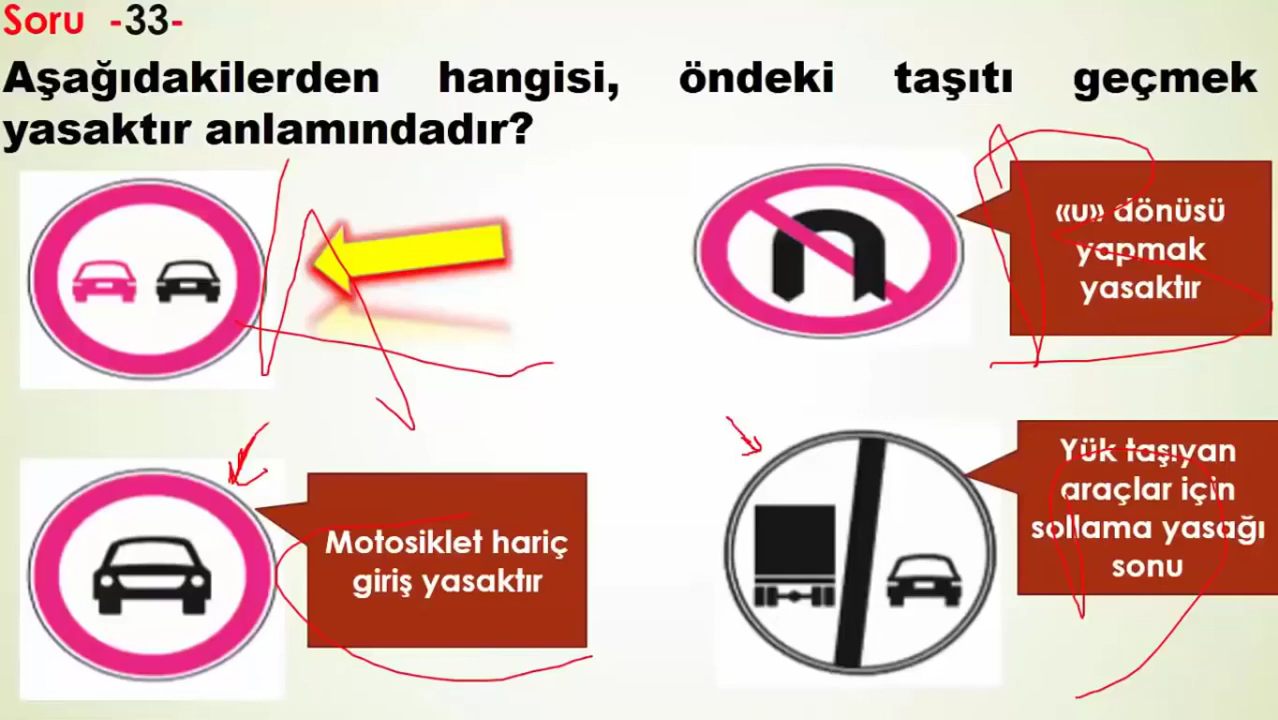 Soru -33-
Aşağıdakilerden hangisi, öndeki taşıtı geçmek
yasaktır anlamındadır?
«u» dönüsü
yapmak
yasaktır
Motosiklet hariç
giriş yasaktır
Yük taşıyan
araçlar için
sollama yasağı
sonu